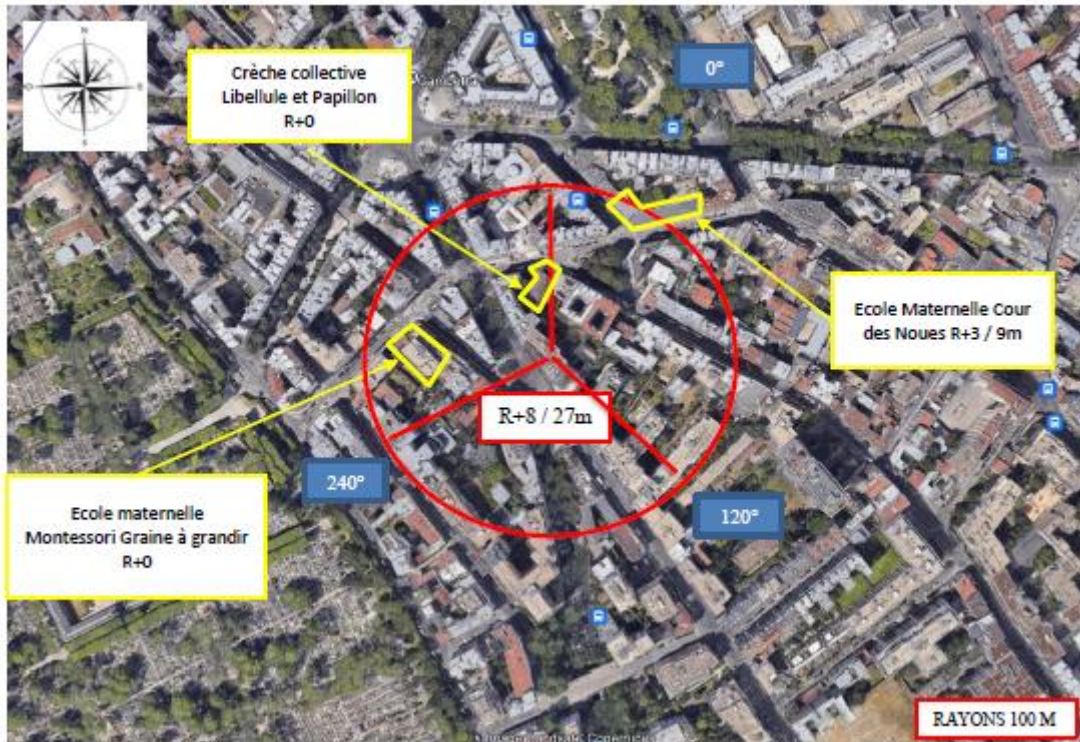 N
S
0°
Crèche collective
Libellule et Papillon
R+0
Ecole Maternelle Cour
des Noues R+3 / 9m
R+8 / 27m
240°
120°
Ecole maternelle
Montessori Graine à grandir
R+0
RAYONS 100 M